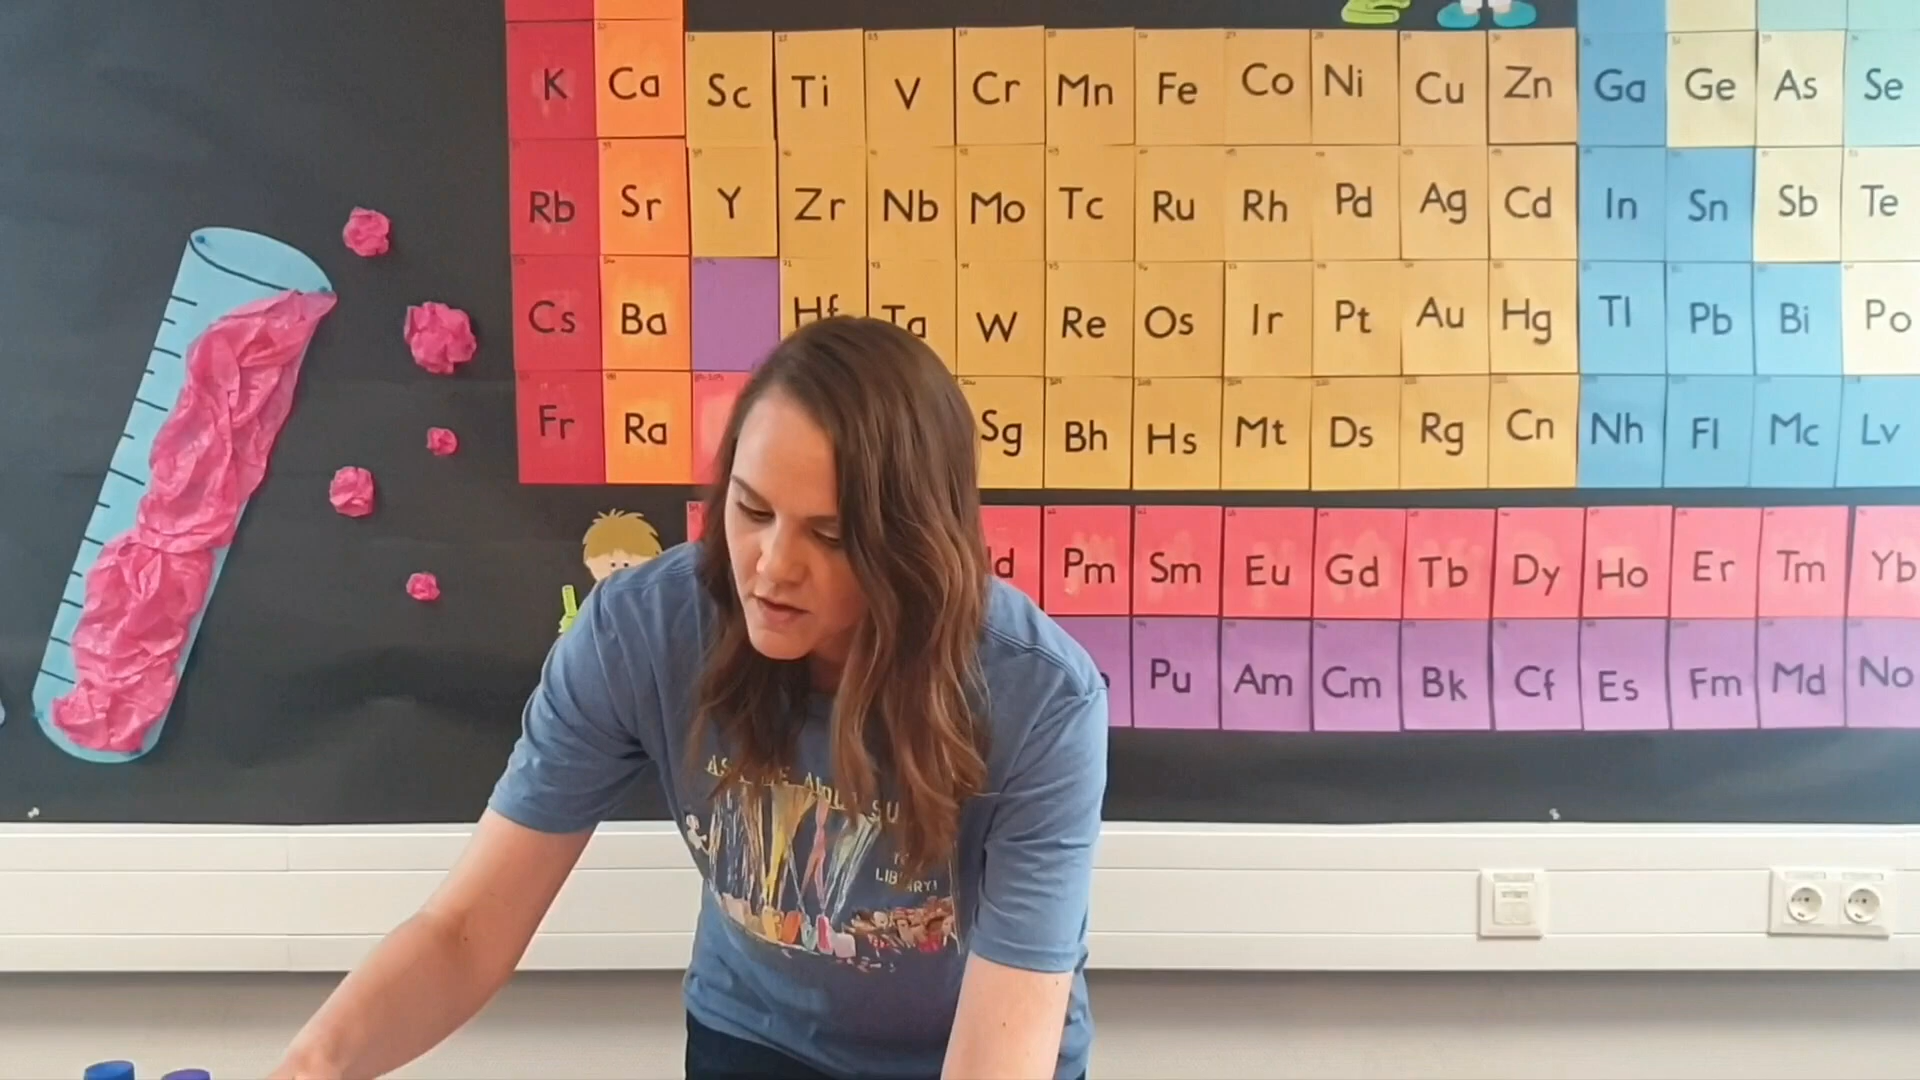 K Ca Sc Ti V Cr Mn Fe Co Ni Cu Zn Ga Ge As Se
Rb Sr Y Zr Nb Mo Tc Ru Rh Pd Ag Cd In Sn Sb Te
Cs Ba Hf Ta W Re Os Ir Pt Au Hg Tl Pb Bi Po
Fr Ra Sg Bh Hs Mt Ds Rg Cn Nh Fl Mc Lv
Pm Sm Eu Gd Tb Dy Ho Er Tm Yb
Pu Am Cm Bk Cf Es Fm Md No